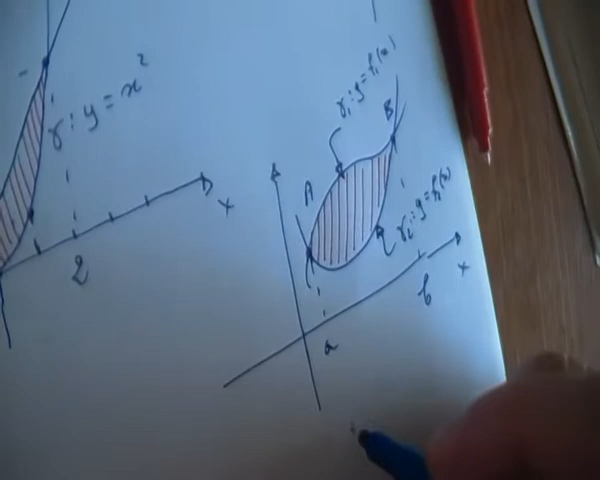 γ: y = x²
x
2
γ₁: y = f₁(x)
B
A
γ₂: y = f₂(x)
x
b
a